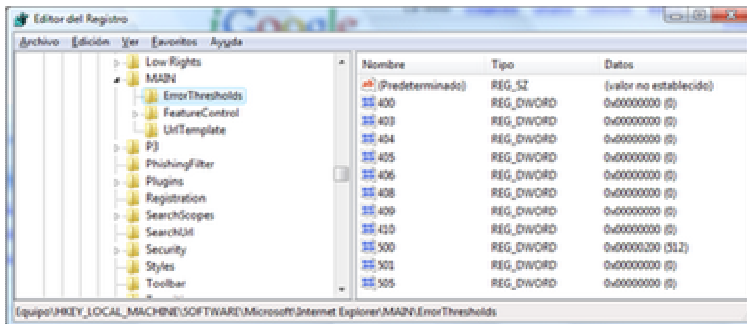 iGoogle
Editor del Registro
Archivo Edición Ver Favoritos Ayuda
Low Rights
MAIN
ErrorThresholds
FeatureControl
UrlTemplate
P3
PhishingFilter
Plugins
Registration
SearchScopes
SearchUrl
Security
Styles
Toolbar
Nombre Tipo Datos
(Predeterminado) REG_SZ (valor no establecido)
400 REG_DWORD 0x00000000 (0)
403 REG_DWORD 0x00000000 (0)
404 REG_DWORD 0x00000000 (0)
405 REG_DWORD 0x00000000 (0)
406 REG_DWORD 0x00000000 (0)
408 REG_DWORD 0x00000000 (0)
409 REG_DWORD 0x00000000 (0)
410 REG_DWORD 0x00000000 (0)
500 REG_DWORD 0x00000200 (512)
501 REG_DWORD 0x00000000 (0)
505 REG_DWORD 0x00000000 (0)
Equipo\HKEY_LOCAL_MACHINE\SOFTWARE\Microsoft\Internet Explorer\MAIN\ErrorThresholds